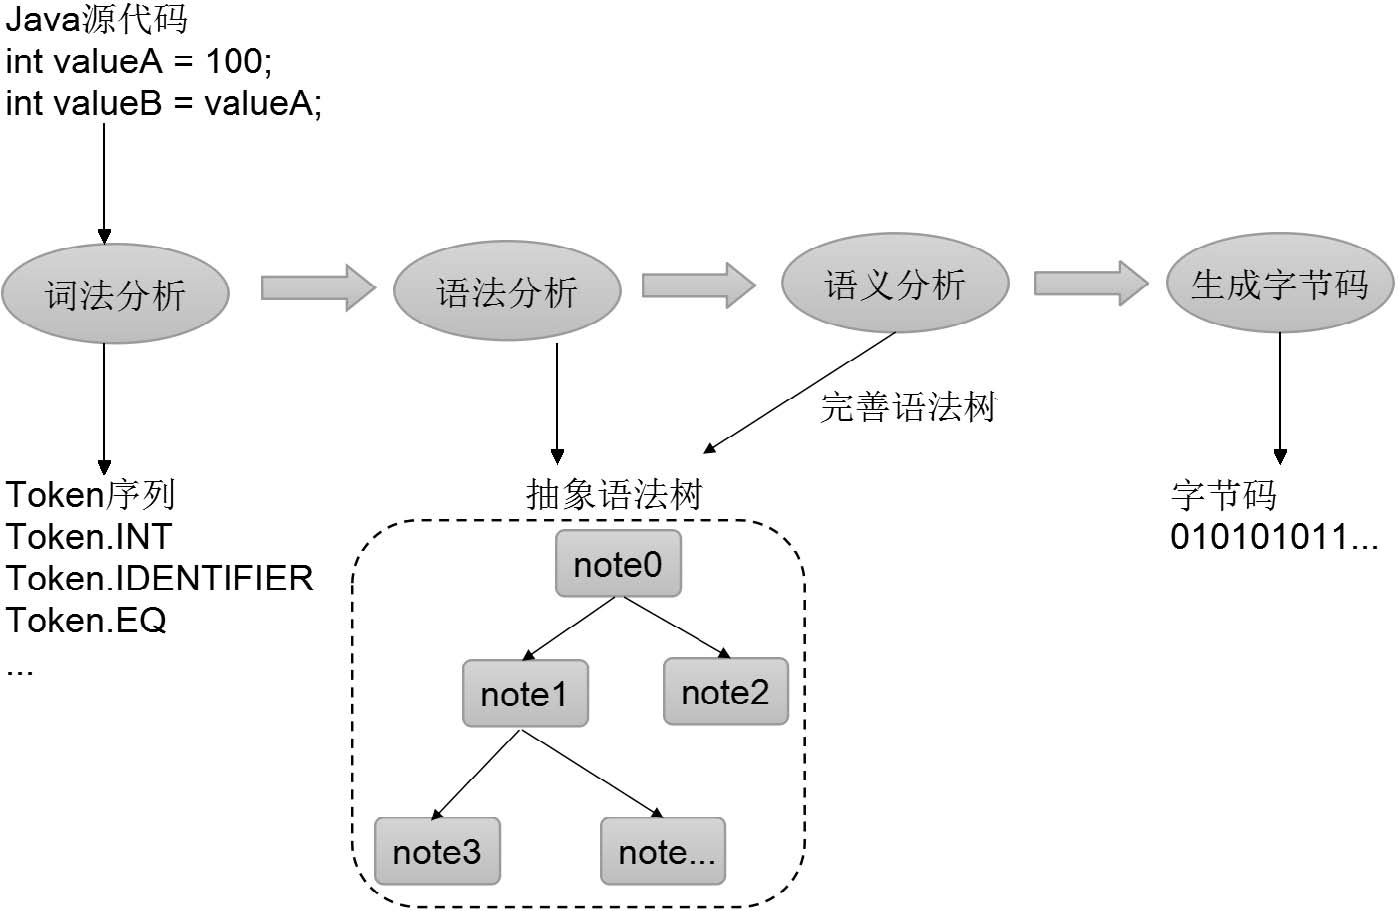 Java源代码
int valueA = 100;
int valueB = valueA;
词法分析
语法分析
语义分析
生成字节码
完善语法树
Token序列
Token.INT
Token.IDENTIFIER
Token.EQ
...
抽象语法树
note0
note1
note2
note3
note...
字节码
010101011...